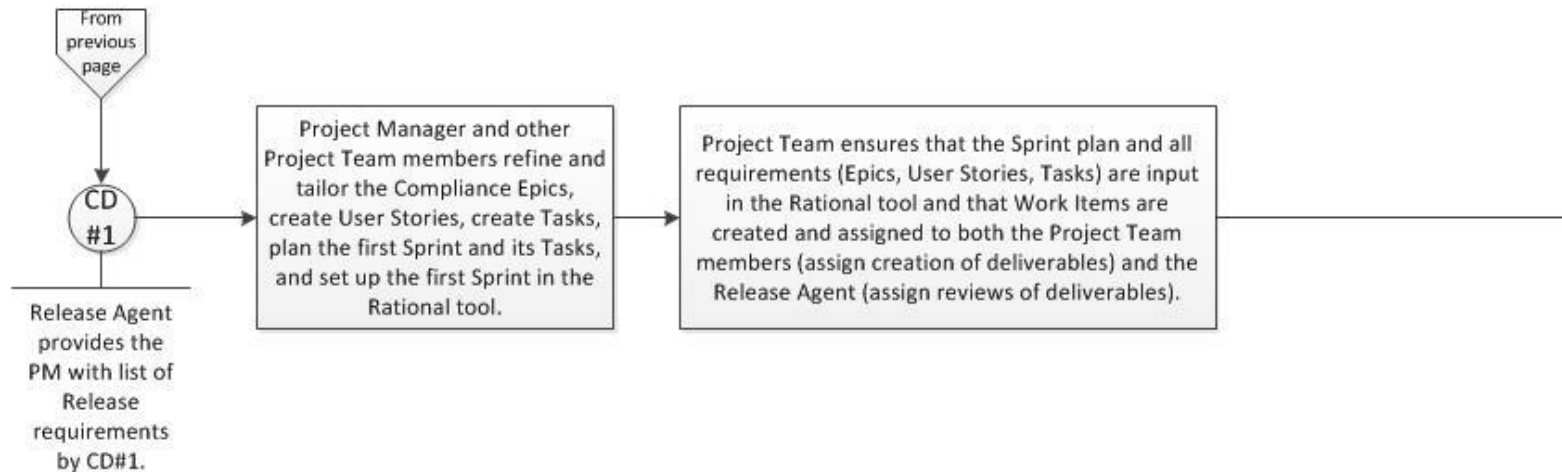 From
previous
page
CD
#1
Release Agent
provides the
PM with list of
Release
requirements
by CD#1.
Project Manager and other
Project Team members refine and
tailor the Compliance Epics,
create User Stories, create Tasks,
plan the first Sprint and its Tasks,
and set up the first Sprint in the
Rational tool.
Project Team ensures that the Sprint plan and all
requirements (Epics, User Stories, Tasks) are input
in the Rational tool and that Work Items are
created and assigned to both the Project Team
members (assign creation of deliverables) and the
Release Agent (assign reviews of deliverables).